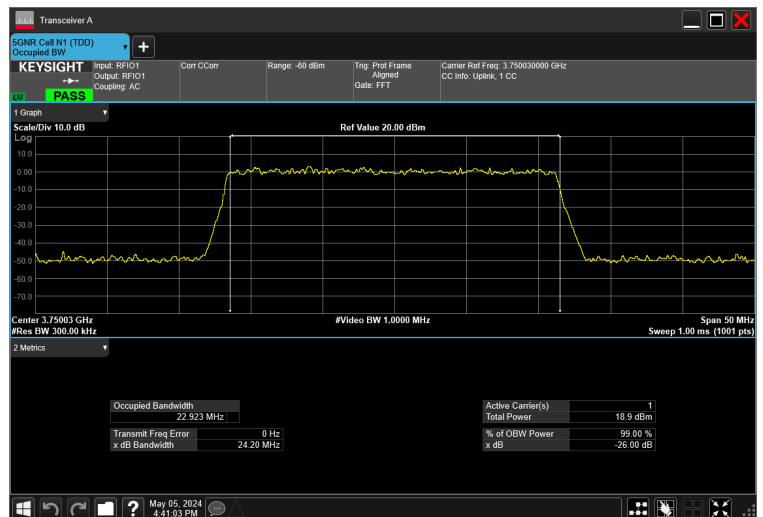 Transceiver A
5GNR Cell N1 (TDD)
Occupied BW
KEYSIGHT
LXI
PASS
Input: RFIO1
Output: RFIO1
Coupling: AC
Corr CCorr
Range: -60 dBm
Trig: Prot Frame
Aligned
Gate: FFT
Carrier Ref Freq: 3.750030000 GHz
CC Info: Uplink, 1 CC
1 Graph
Scale/Div 10.0 dB
Ref Value 20.00 dBm
Log
10.0
0.00
-10.0
-20.0
-30.0
-40.0
-50.0
-60.0
-70.0
Center 3.75003 GHz
#Video BW 1.0000 MHz
Span 50 MHz
#Res BW 300.00 kHz
Sweep 1.00 ms (1001 pts)
2 Metrics
Occupied Bandwidth
22.923 MHz
Transmit Freq Error 0 Hz
x dB Bandwidth 24.20 MHz
Active Carrier(s) 1
Total Power 18.9 dBm
% of OBW Power 99.00 %
x dB -26.00 dB
?
May 05, 2024
4:41:03 PM